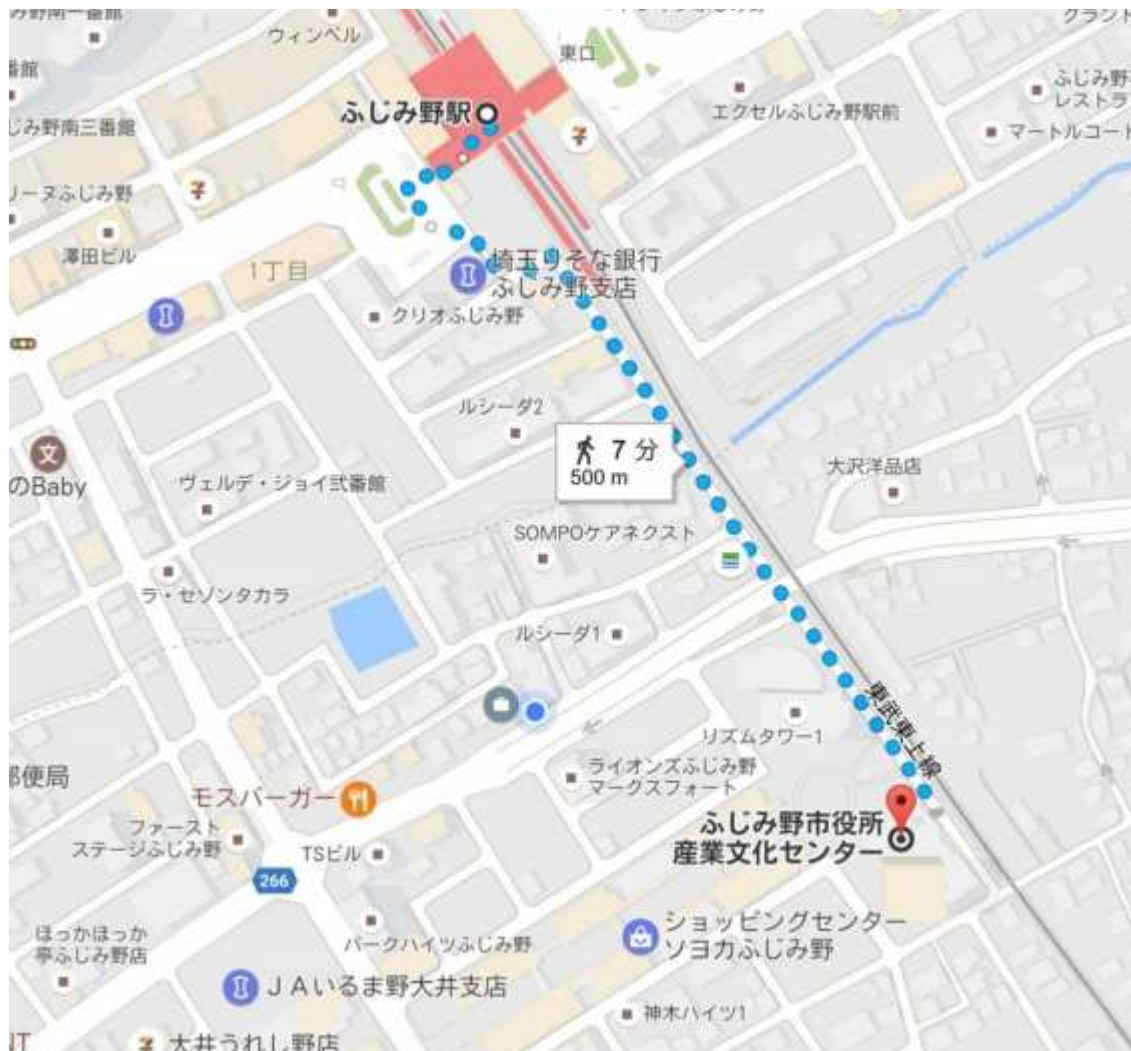 み野南一番館
ウィンベル
グラント
東口
番館
ふじみ野
レストラ
エクセルふじみ野駅前
ふじみ野駅
じみ野南三番館
マートルコート
リーヌふじみ野
澤田ビル
1丁目
埼玉りそな銀行
ふじみ野支店
クリオふじみ野
ルシーダ2
7 分
500 m
大沢洋品店
のBaby
ヴェルデ・ジョイ弐番館
SOMPOケアネクスト
ラ・セゾンタカラ
ルシーダ1
東武東上線
リズムタワー1
郵便局
ライオンズふじみ野
マークスフォート
モスバーガー
ふじみ野市役所
産業文化センター
ファースト
ステージふじみ野
TSビル
266
ほっかほっか
亭ふじみ野店
パークハイツふじみ野
ショッピングセンター
ソヨカふじみ野
JAいるま野大井支店
神木ハイツ1
NT
大井うれし野店